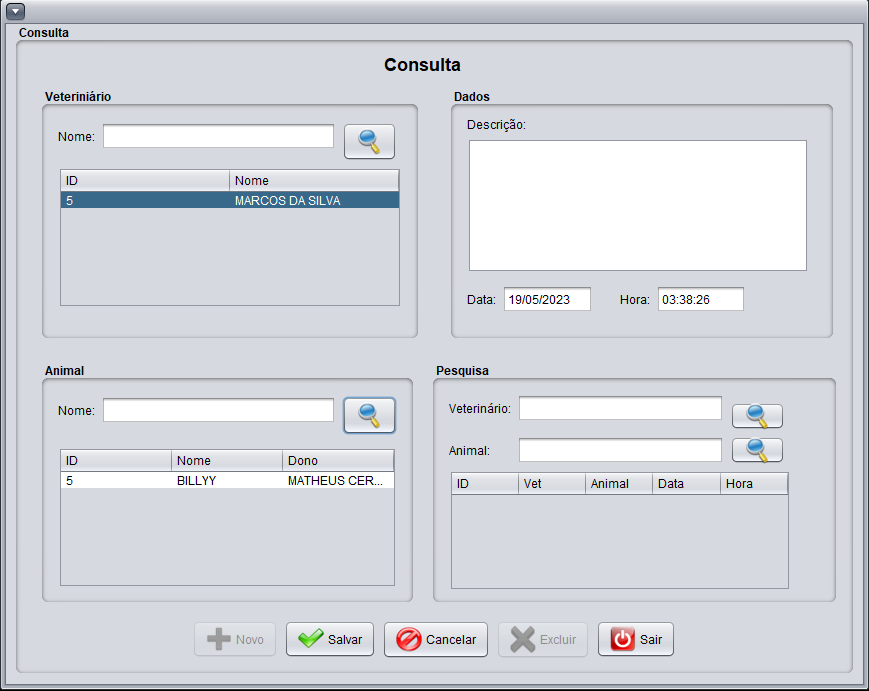 Consulta
Consulta
Veteriniário
Nome:
ID Nome
5 MARCOS DA SILVA
Dados
Descrição:
Data: 19/05/2023 Hora: 03:38:26
Animal
Nome:
ID Nome Dono
5 BILLYY MATHEUS CER...
Pesquisa
Veterinário:
Animal:
ID Vet Animal Data Hora
Novo Salvar Cancelar Excluir Sair